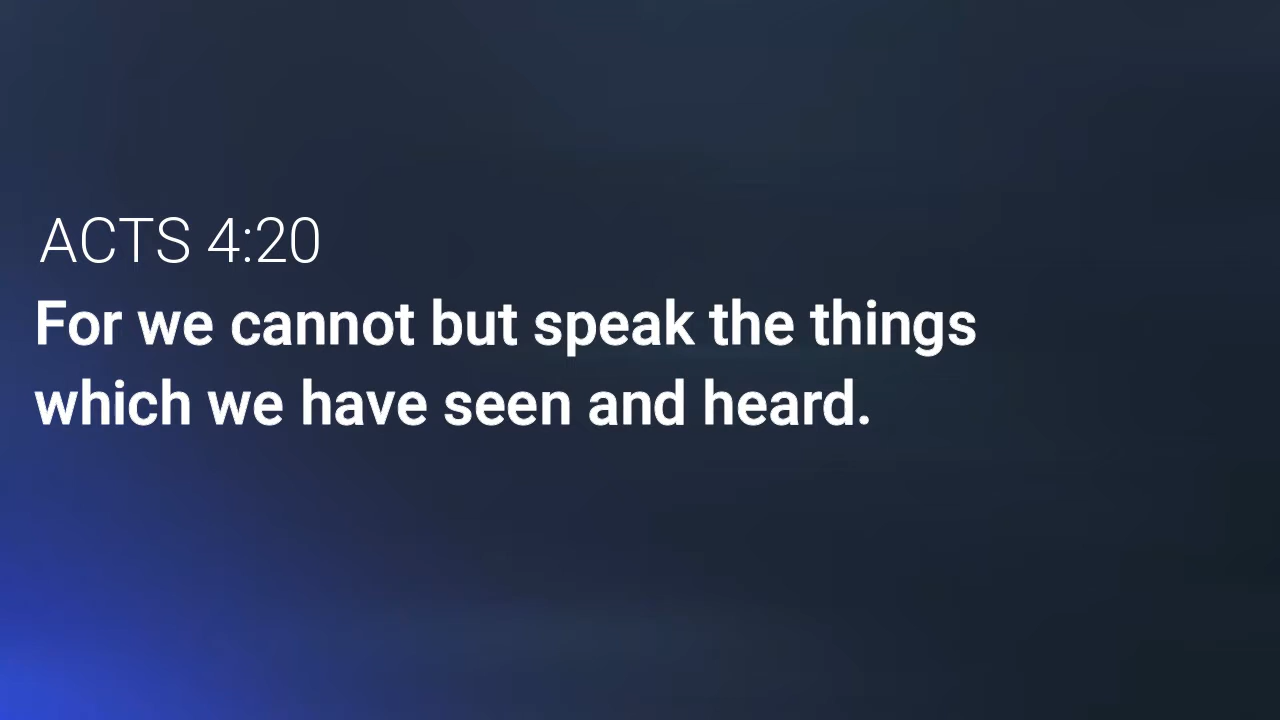 ACTS 4:20
For we cannot but speak the things
which we have seen and heard.